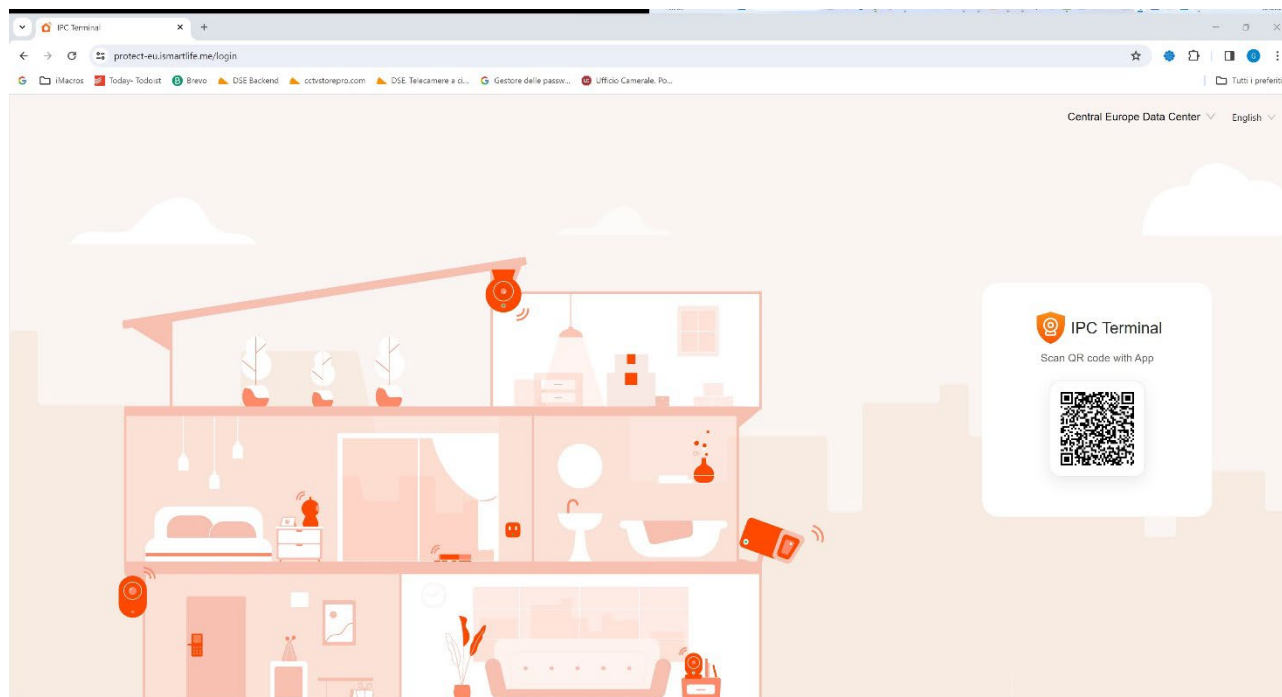 IPC Terminal
protect-eu.ismartlife.me/login
iMacros
Today- Todoist
Brevo
DSE Backend
cctvstorepro.com
DSE. Telecamere a ci...
Gestore delle passw...
Ufficio Camerale. Po...
Tutti i preferiti
Central Europe Data Center
English
IPC Terminal
Scan QR code with App